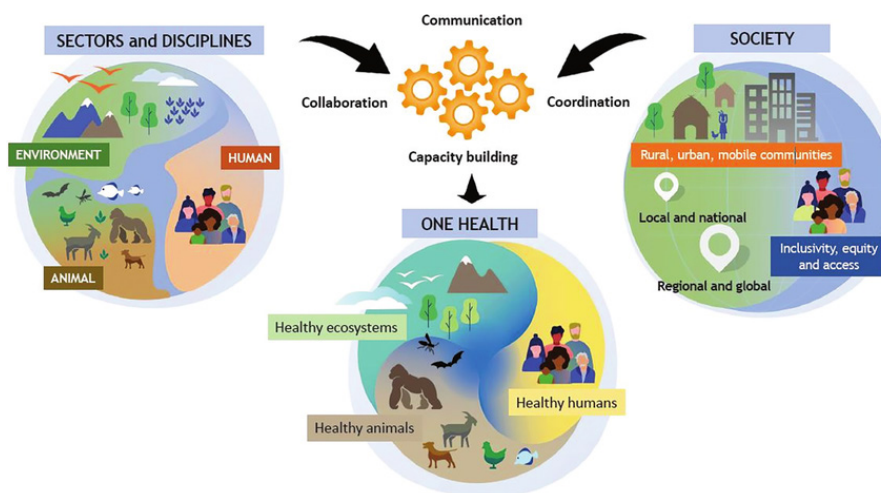 SECTORS and DISCIPLINES
ENVIRONMENT
HUMAN
ANIMAL
Communication
Collaboration
Coordination
Capacity building
SOCIETY
Rural, urban, mobile communities
Local and national
Inclusivity, equity
and access
Regional and global
ONE HEALTH
Healthy ecosystems
Healthy humans
Healthy animals